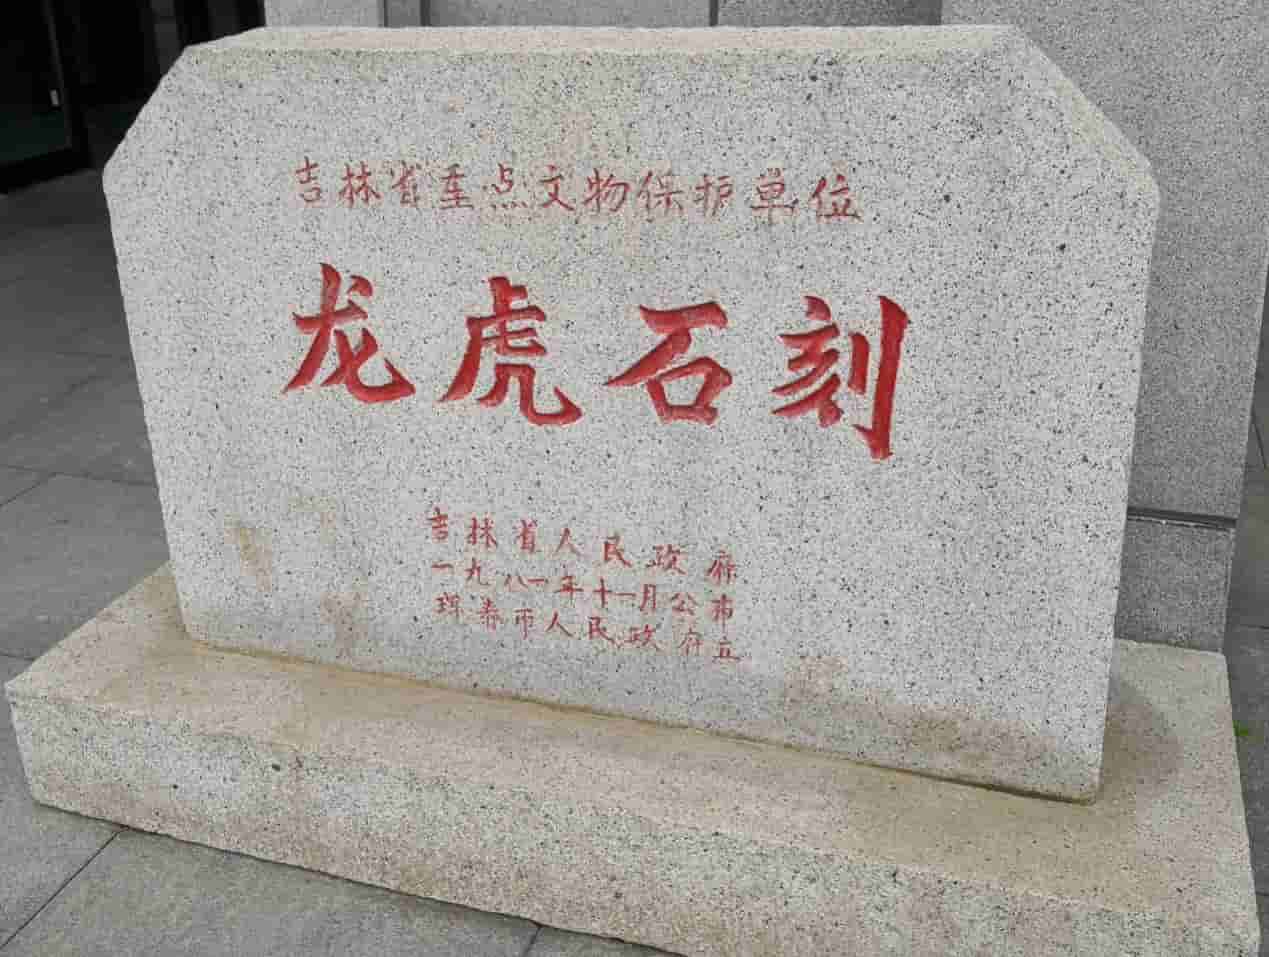 吉林省重点文物保护单位
龙虎石刻
吉林省人民政府
一九八一年十一月公布
珲春市人民政府立